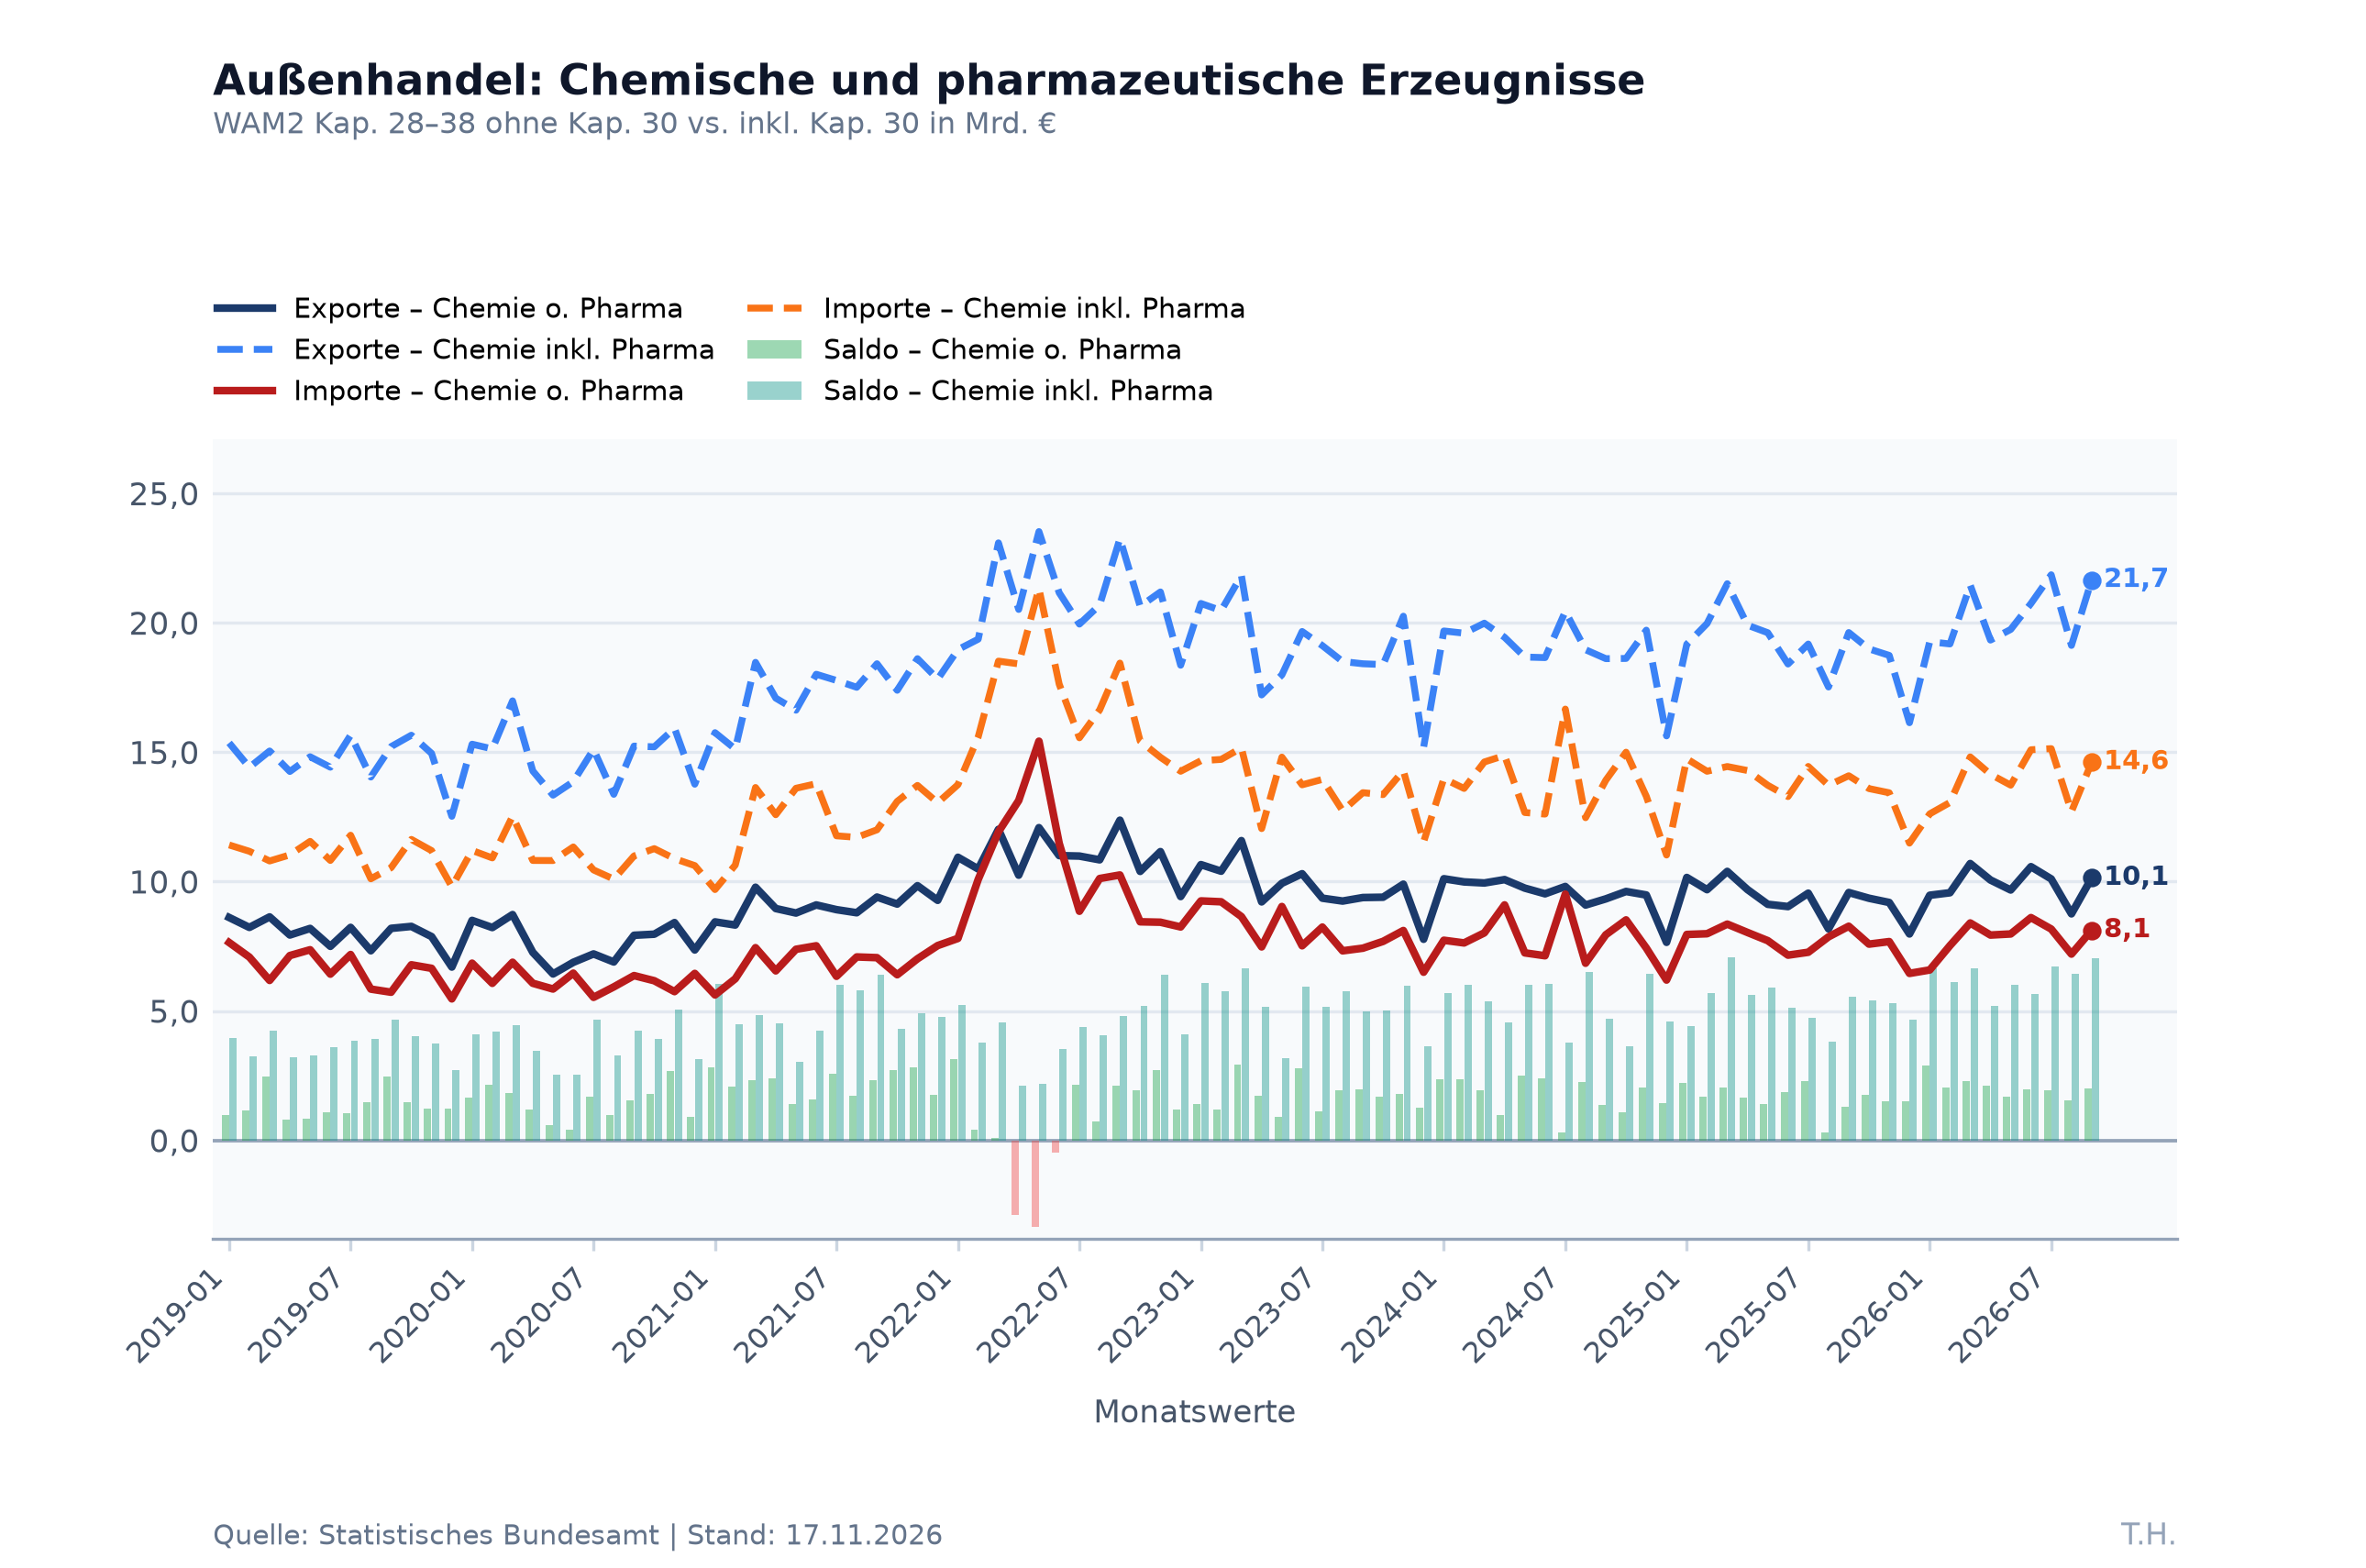 Außenhandel: Chemische und pharmazeutische Erzeugnisse
WAM2 Kap. 28–38 ohne Kap. 30 vs. inkl. Kap. 30 in Mrd. €
Exporte – Chemie o. Pharma
Exporte – Chemie inkl. Pharma
Importe – Chemie o. Pharma
Importe – Chemie inkl. Pharma
Saldo – Chemie o. Pharma
Saldo – Chemie inkl. Pharma
25,0
20,0
15,0
10,0
5,0
0,0
21,7
14,6
10,1
8,1
2019-01
2019-07
2020-01
2020-07
2021-01
2021-07
2022-01
2022-07
2023-01
2023-07
2024-01
2024-07
2025-01
2025-07
2026-01
2026-07
Monatswerte
Quelle: Statistisches Bundesamt | Stand: 17.11.2026
T.H.